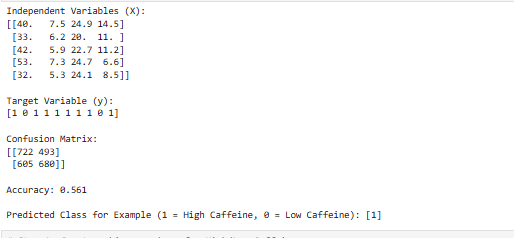 Independent Variables (X):
[[40. 7.5 24.9 14.5]
[33. 6.2 20. 11. ]
[42. 5.9 22.7 11.2]
[53. 7.3 24.7 6.6]
[32. 5.3 24.1 8.5]]
Target Variable (y):
[1 0 1 1 1 1 1 1 0 1]
Confusion Matrix:
[[722 493]
[605 680]]
Accuracy: 0.561
Predicted Class for Example (1 = High Caffeine, 0 = Low Caffeine): [1]